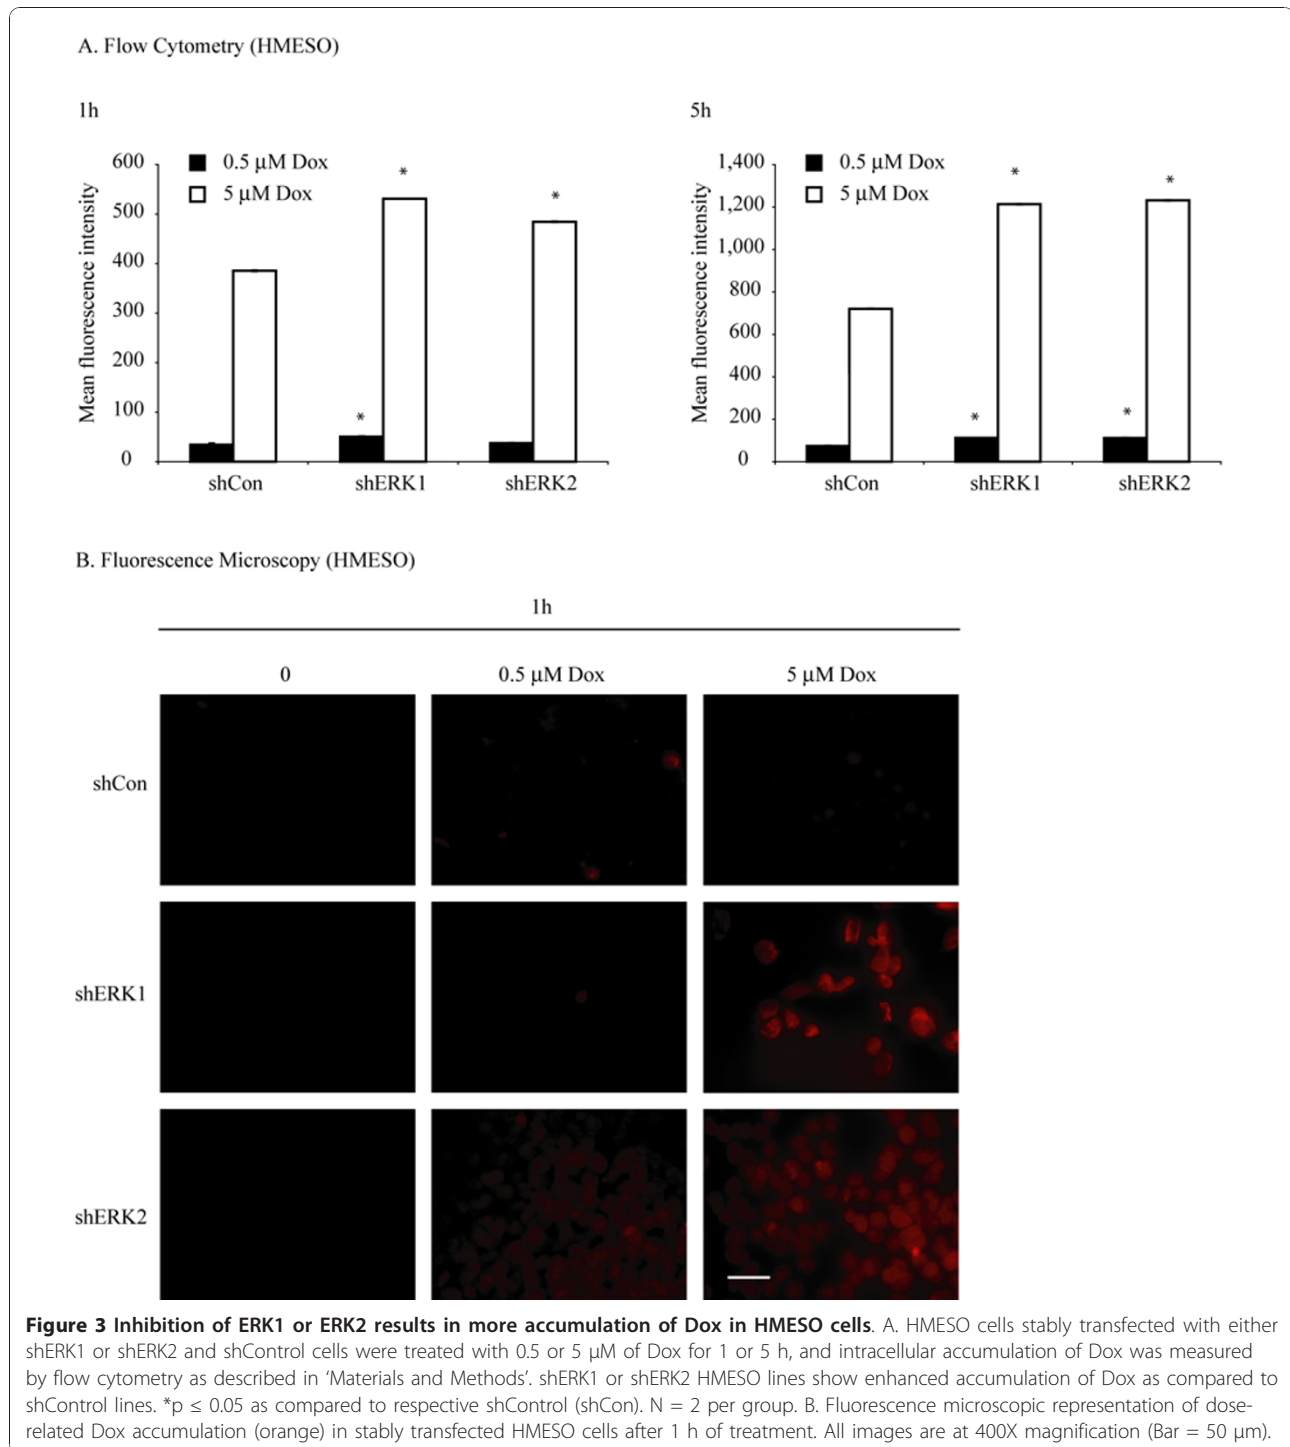 A. Flow Cytometry (HMESO)
1h
5h
0.5 µM Dox
5 µM Dox
Mean fluorescence intensity
600
500
400
300
200
100
0
*
*
*
shCon
shERK1
shERK2
0.5 µM Dox
5 µM Dox
Mean fluorescence intensity
1,400
1,200
1,000
800
600
400
200
0
*
*
*
*
shCon
shERK1
shERK2
B. Fluorescence Microscopy (HMESO)
1h
0
0.5 µM Dox
5 µM Dox
shCon
shERK1
shERK2
Figure 3 Inhibition of ERK1 or ERK2 results in more accumulation of Dox in HMESO cells. A. HMESO cells stably transfected with either
shERK1 or shERK2 and shControl cells were treated with 0.5 or 5 µM of Dox for 1 or 5 h, and intracellular accumulation of Dox was measured
by flow cytometry as described in ‘Materials and Methods’. shERK1 or shERK2 HMESO lines show enhanced accumulation of Dox as compared to
shControl lines. *p ≤ 0.05 as compared to respective shControl (shCon). N = 2 per group. B. Fluorescence microscopic representation of dose-
related Dox accumulation (orange) in stably transfected HMESO cells after 1 h of treatment. All images are at 400X magnification (Bar = 50 µm).